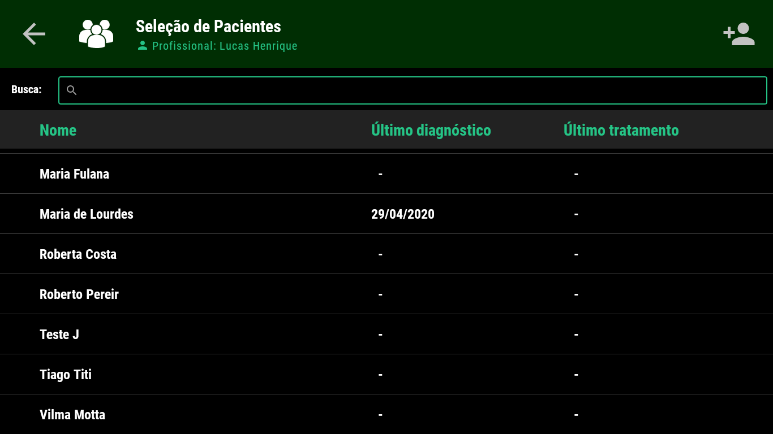 Seleção de Pacientes
Profissional: Lucas Henrique
Busca:
Nome Último diagnóstico Último tratamento
Maria Fulana - -
Maria de Lourdes 29/04/2020 -
Roberta Costa - -
Roberto Pereir - -
Teste J - -
Tiago Titi - -
Vilma Motta - -